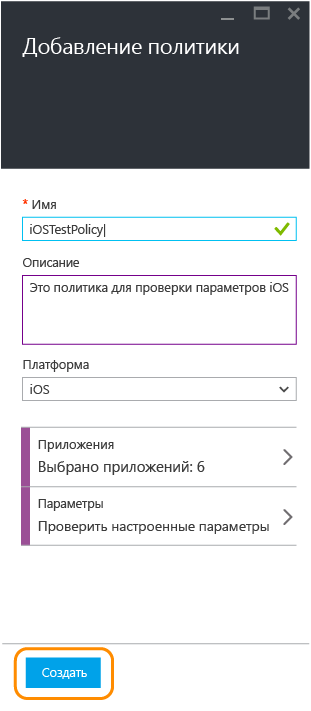 Добавление политики
* Имя
iOSTestPolicy
Описание
Это политика для проверки параметров iOS
Платформа
iOS
Приложения
Выбрано приложений: 6
Параметры
Проверить настроенные параметры
Создать